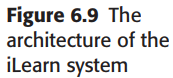 Figure 6.9 The
architecture of the
iLearn system